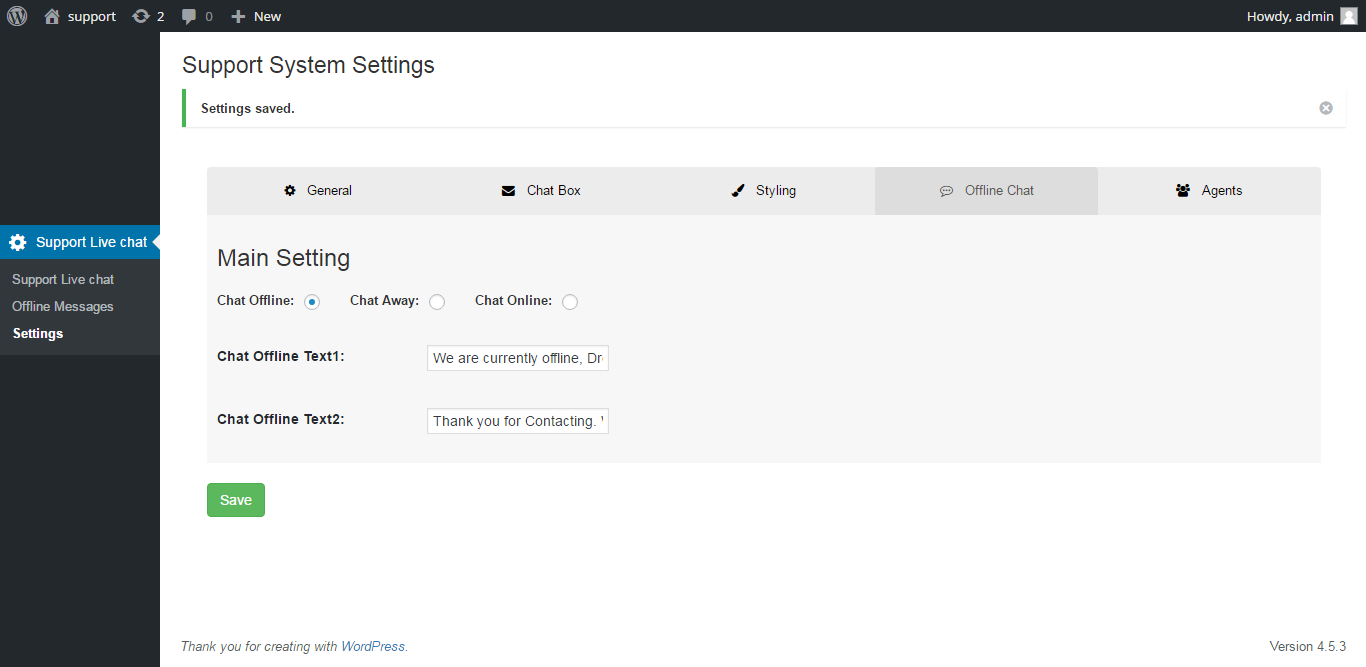 support 2 0 New Howdy, admin
Support System Settings
Settings saved.
General Chat Box Styling Offline Chat Agents
Support Live chat
Support Live chat
Offline Messages
Settings
Main Setting
Chat Offline: Chat Away: Chat Online:
Chat Offline Text1: We are currently offline, Dr
Chat Offline Text2: Thank you for Contacting.
Save
Thank you for creating with WordPress. Version 4.5.3